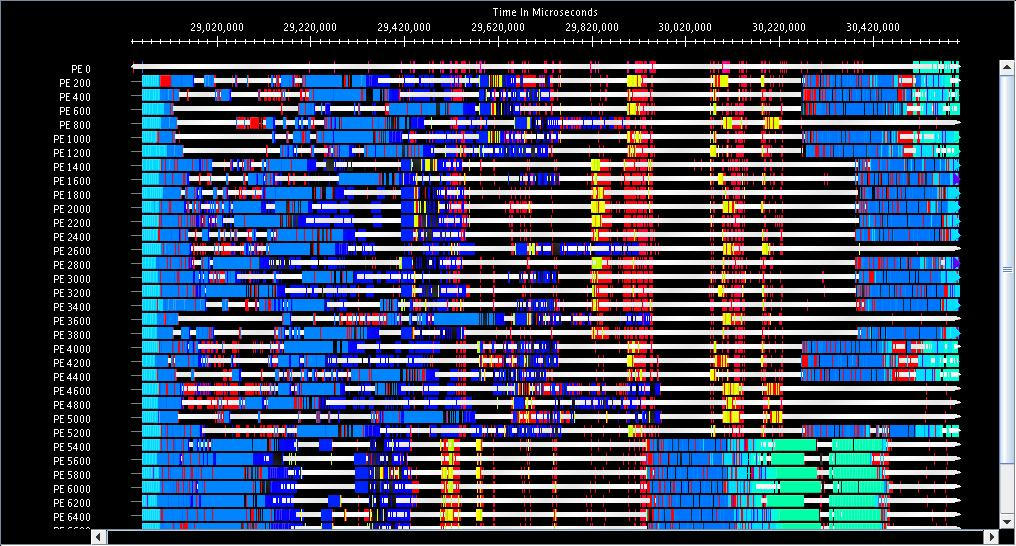 Time In Microseconds
29,020,000 29,220,000 29,420,000 29,620,000 29,820,000 30,020,000 30,220,000 30,420,000
PE 0
PE 200
PE 400
PE 600
PE 800
PE 1000
PE 1200
PE 1400
PE 1600
PE 1800
PE 2000
PE 2200
PE 2400
PE 2600
PE 2800
PE 3000
PE 3200
PE 3400
PE 3600
PE 3800
PE 4000
PE 4200
PE 4400
PE 4600
PE 4800
PE 5000
PE 5200
PE 5400
PE 5600
PE 5800
PE 6000
PE 6200
PE 6400